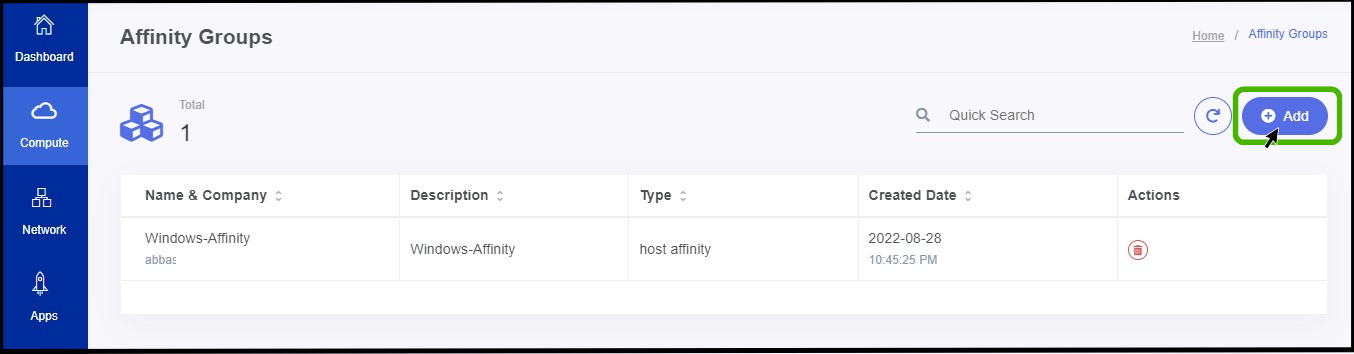 Dashboard
Compute
Network
Apps
Affinity Groups
Home / Affinity Groups
Total
1
Quick Search
Add
Name & Company Description Type Created Date Actions
Windows-Affinity Windows-Affinity host affinity 2022-08-28
abbas 10:45:25 PM